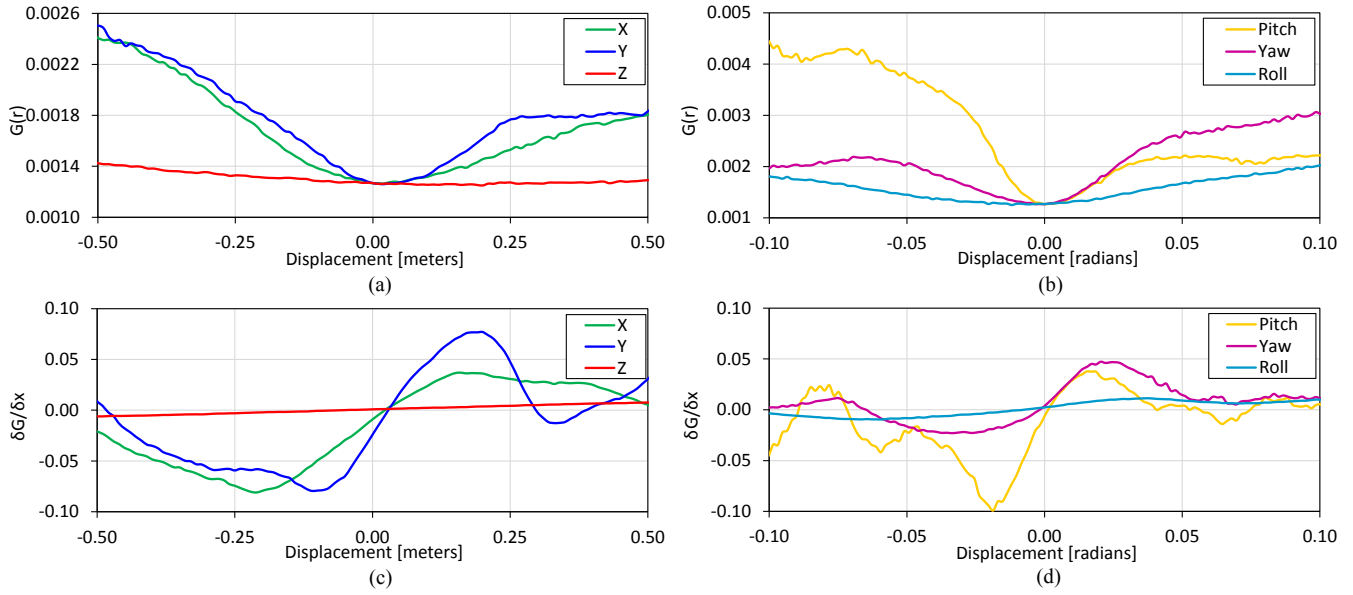 0.0026
0.0022
0.0018
0.0014
0.0010
G(r)
X
Y
Z
-0.50
-0.25
0.00
0.25
0.50
Displacement [meters]
(a)
0.005
0.004
0.003
0.002
0.001
G(r)
Pitch
Yaw
Roll
-0.10
-0.05
0.00
0.05
0.10
Displacement [radians]
(b)
0.10
0.05
0.00
-0.05
-0.10
δG/δx
X
Y
Z
-0.50
-0.25
0.00
0.25
0.50
Displacement [meters]
(c)
0.10
0.05
0.00
-0.05
-0.10
δG/δx
Pitch
Yaw
Roll
-0.10
-0.05
0.00
0.05
0.10
Displacement [radians]
(d)